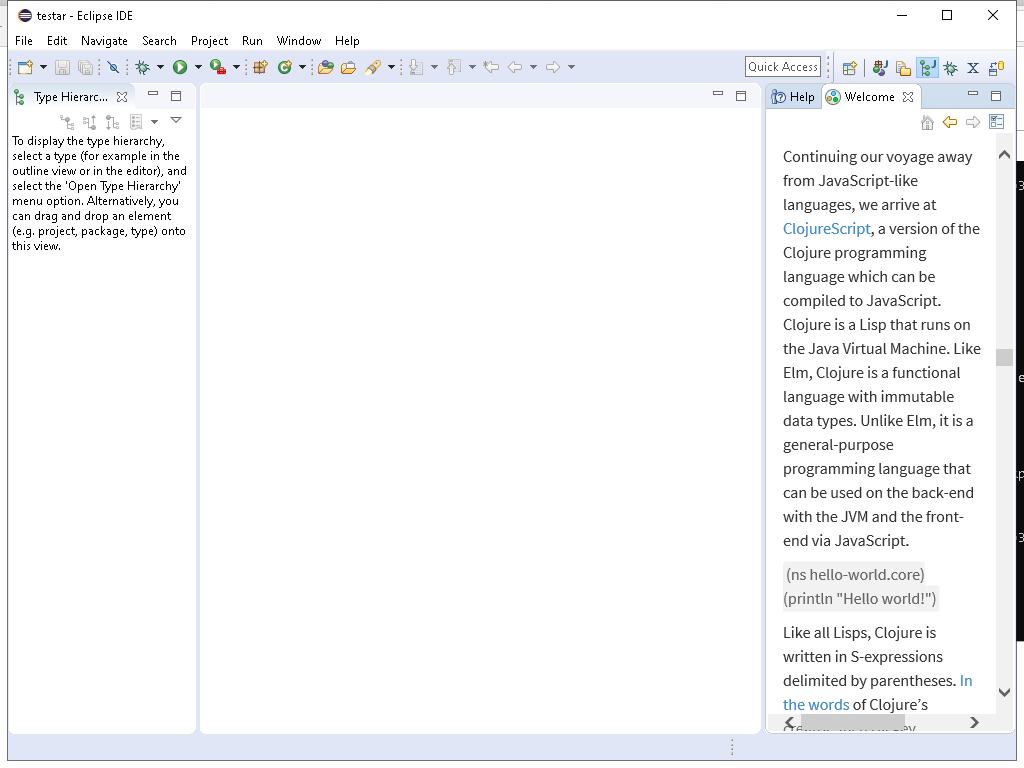 testar - Eclipse IDE
File Edit Navigate Search Project Run Window Help
Quick Access
Type Hierarc...
Help Welcome
To display the type hierarchy,
select a type (for example in the
outline view or in the editor), and
select the 'Open Type Hierarchy'
menu option. Alternatively, you
can drag and drop an element
(e.g. project, package, type) onto
this view.
Continuing our voyage away
from JavaScript-like
languages, we arrive at
ClojureScript, a version of the
Clojure programming
language which can be
compiled to JavaScript.
Clojure is a Lisp that runs on
the Java Virtual Machine. Like
Elm, Clojure is a functional
language with immutable
data types. Unlike Elm, it is a
general-purpose
programming language that
can be used on the back-end
with the JVM and the front-
end via JavaScript.
(ns hello-world.core)
(println "Hello world!")
Like all Lisps, Clojure is
written in S-expressions
delimited by parentheses. In
the words of Clojure's